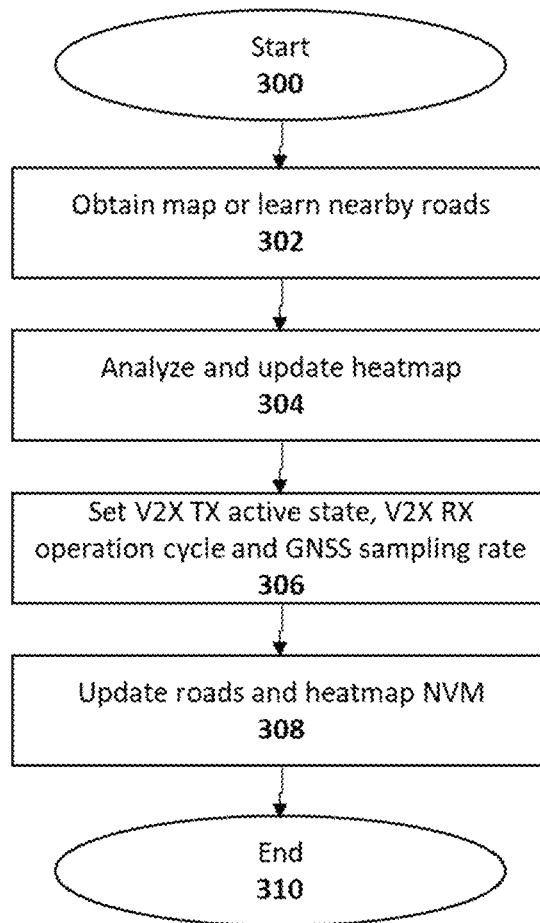 Start
300
Obtain map or learn nearby roads
302
Analyze and update heatmap
304
Set V2X TX active state, V2X RX
operation cycle and GNSS sampling rate
306
Update roads and heatmap NVM
308
End
310